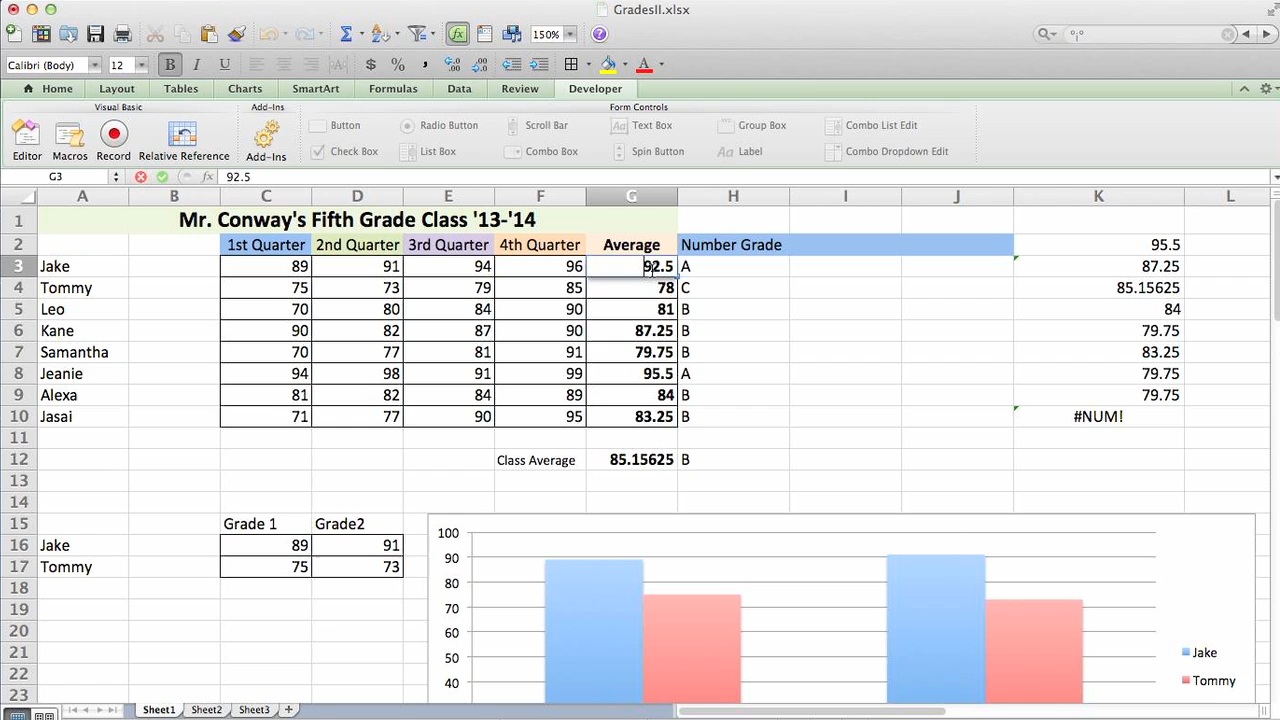 GradesII.xlsx
150%
"|"
Calibri (Body) 12 B I U $ % , A
Home Layout Tables Charts SmartArt Formulas Data Review Developer
Visual Basic Add-Ins Form Controls
Button Radio Button Scroll Bar Aa Text Box Group Box Combo List Edit
Editor Macros Record Relative Reference Add-Ins Check Box List Box Combo Box Spin Button Aa Label Combo Dropdown Edit
G3 fx 92.5
A B C D E F G H I J K L
1 Mr. Conway's Fifth Grade Class '13-'14
2 1st Quarter 2nd Quarter 3rd Quarter 4th Quarter Average Number Grade 95.5
3 Jake 89 91 94 96 92.5 A 87.25
4 Tommy 75 73 79 85 78 C 85.15625
5 Leo 70 80 84 90 81 B 84
6 Kane 90 82 87 90 87.25 B 79.75
7 Samantha 70 77 81 91 79.75 B 83.25
8 Jeanie 94 98 91 99 95.5 A 79.75
9 Alexa 81 82 84 89 84 B 79.75
10 Jasai 71 77 90 95 83.25 B #NUM!
11
12 Class Average 85.15625 B
13
14
15 Grade 1 Grade2
16 Jake 89 91
17 Tommy 75 73
18
19
20
21
22
23
100
90
80
70
60
50
40
Jake
Tommy
Sheet1 Sheet2 Sheet3 +